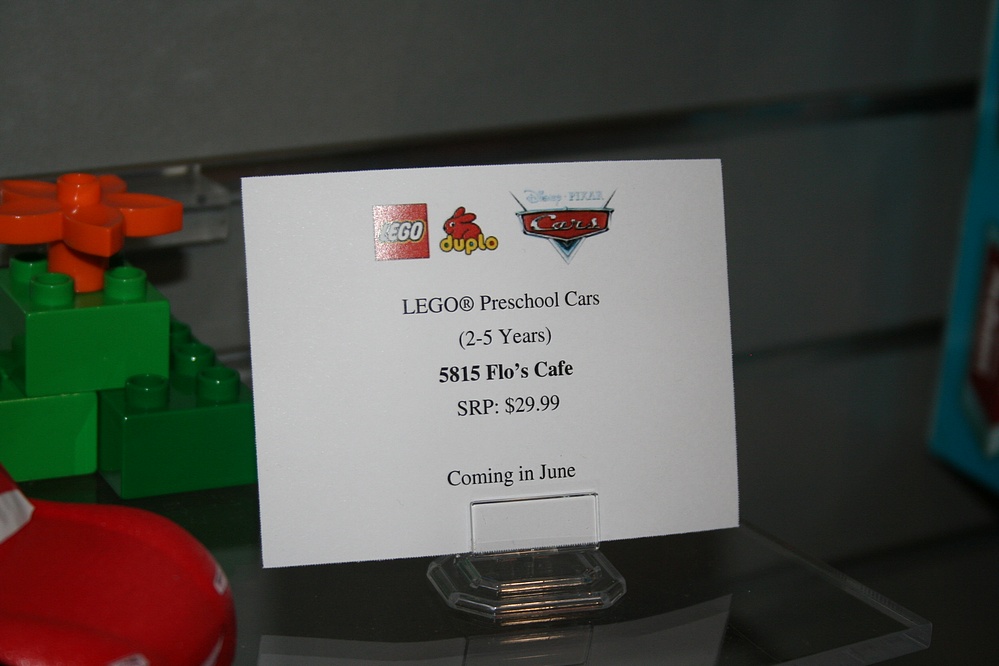 LEGO duplo Disney · PIXAR
Cars
LEGO® Preschool Cars
(2-5 Years)
5815 Flo's Cafe
SRP: $29.99
Coming in June